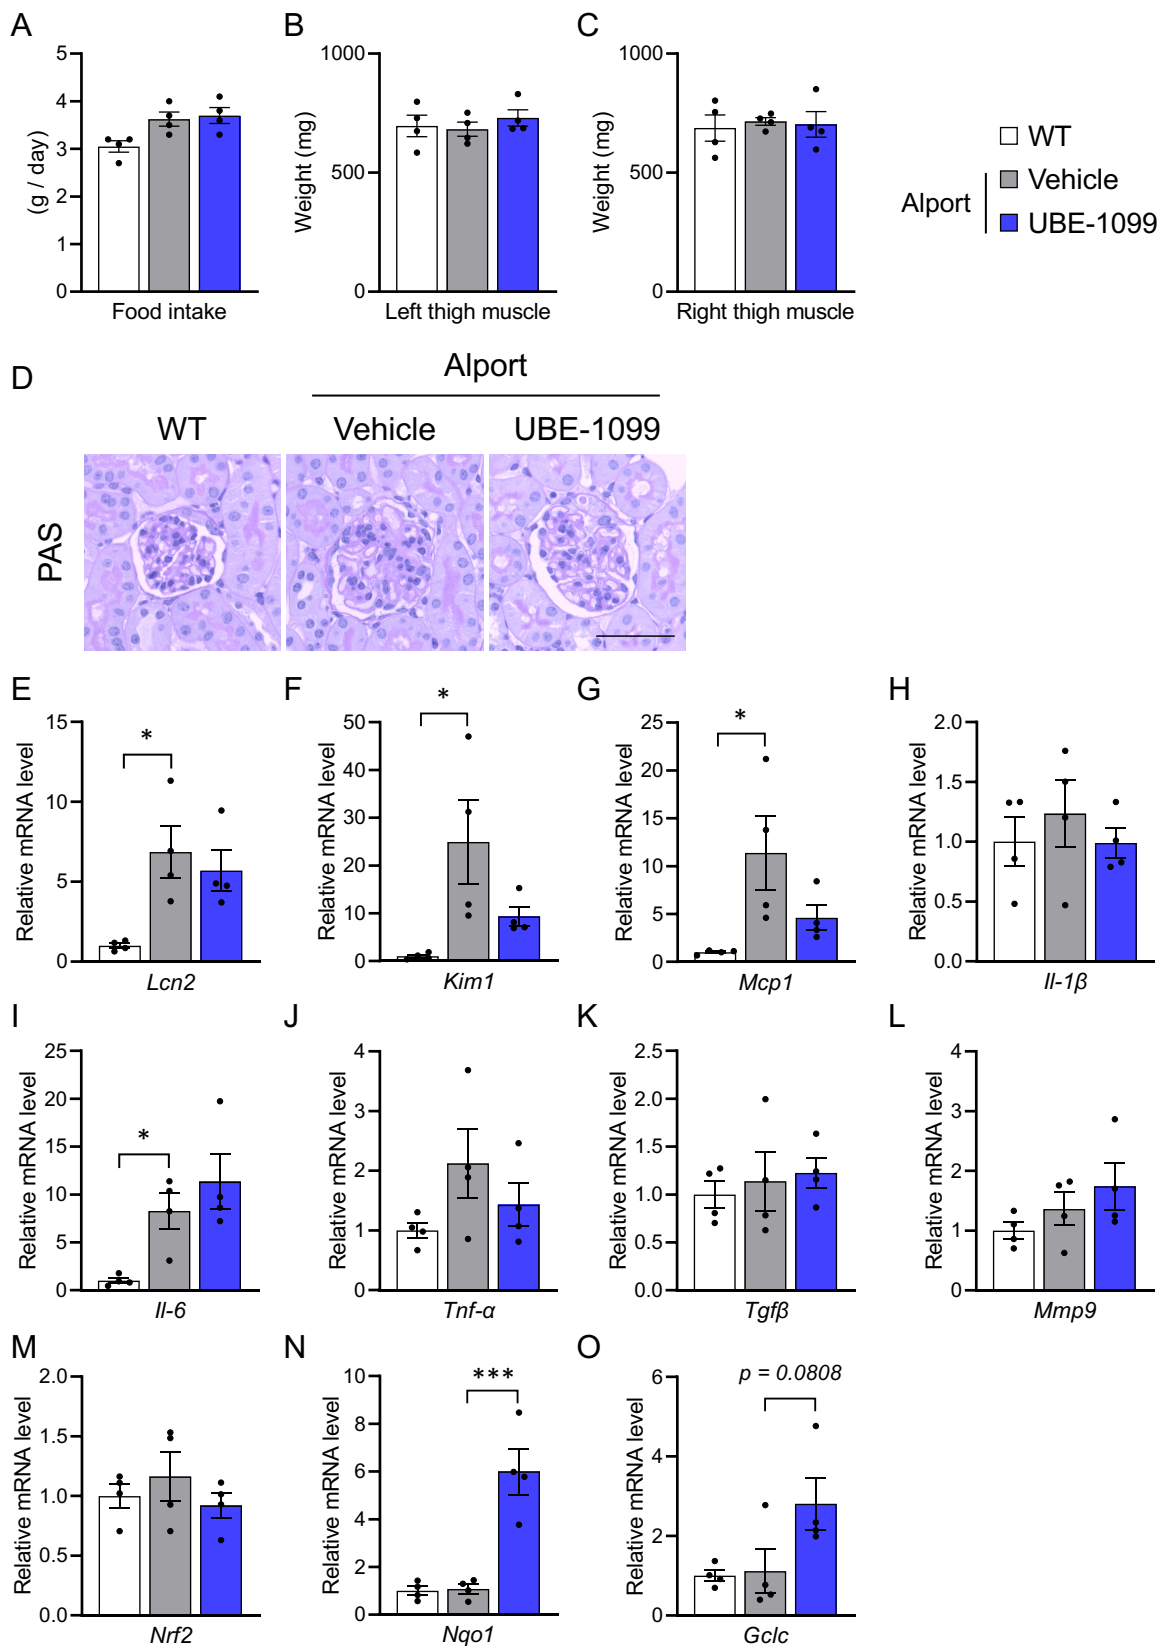 A
B
C
5
4
3
2
1
0
(g / day)
Food intake
1000
500
0
Weight (mg)
Left thigh muscle
1000
500
0
Weight (mg)
Right thigh muscle
WT
Alport
Vehicle
UBE-1099
D
Alport
WT
Vehicle
UBE-1099
PAS
E
F
G
H
15
10
5
0
Relative mRNA level
*
Lcn2
50
40
30
20
10
0
Relative mRNA level
*
Kim1
25
20
15
10
5
0
Relative mRNA level
*
Mcp1
2.0
1.5
1.0
0.5
0.0
Relative mRNA level
Il-1β
I
J
K
L
25
20
15
10
5
0
Relative mRNA level
*
Il-6
4
3
2
1
0
Relative mRNA level
Tnf-α
2.5
2.0
1.5
1.0
0.5
0.0
Relative mRNA level
Tgfβ
4
3
2
1
0
Relative mRNA level
Mmp9
M
N
O
2.0
1.5
1.0
0.5
0.0
Relative mRNA level
Nrf2
10
8
6
4
2
0
Relative mRNA level
***
Nqo1
6
4
2
0
Relative mRNA level
p = 0.0808
Gclc